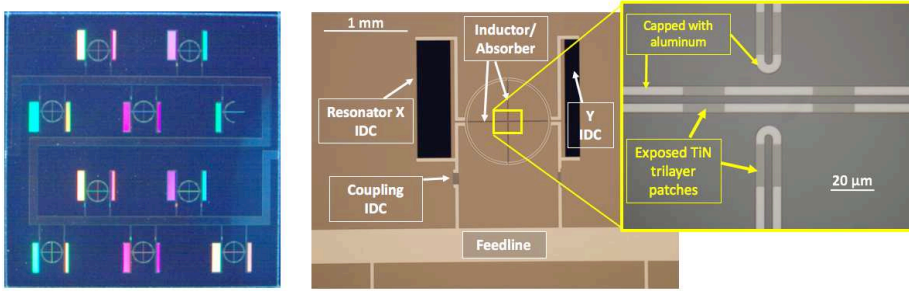 1 mm
Inductor/
Absorber
Resonator X
IDC
Y
IDC
Coupling
IDC
Feedline
Capped with
aluminum
Exposed TiN
trilayer
patches
20 μm